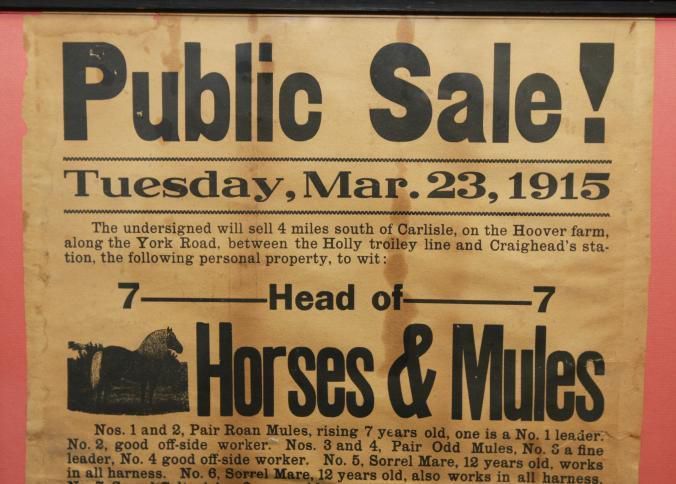 Public Sale!
Tuesday, Mar. 23, 1915
The undersigned will sell 4 miles south of Carlisle, on the Hoover farm,
along the York Road, between the Holly trolley line and Craighead's sta-
tion, the following personal property, to wit:
7 Head of 7
Horses & Mules
Nos. 1 and 2, Pair Roan Mules, rising 7 years old, one is a No. 1 leader.
No. 2, good off-side worker. Nos. 3 and 4, Pair Odd Mules, No. 3 a fine
leader, No. 4 good off-side worker. No. 5, Sorrel Mare, 12 years old, works
in all harness. No. 6, Sorrel Mare, 12 years old, also works in all harness.